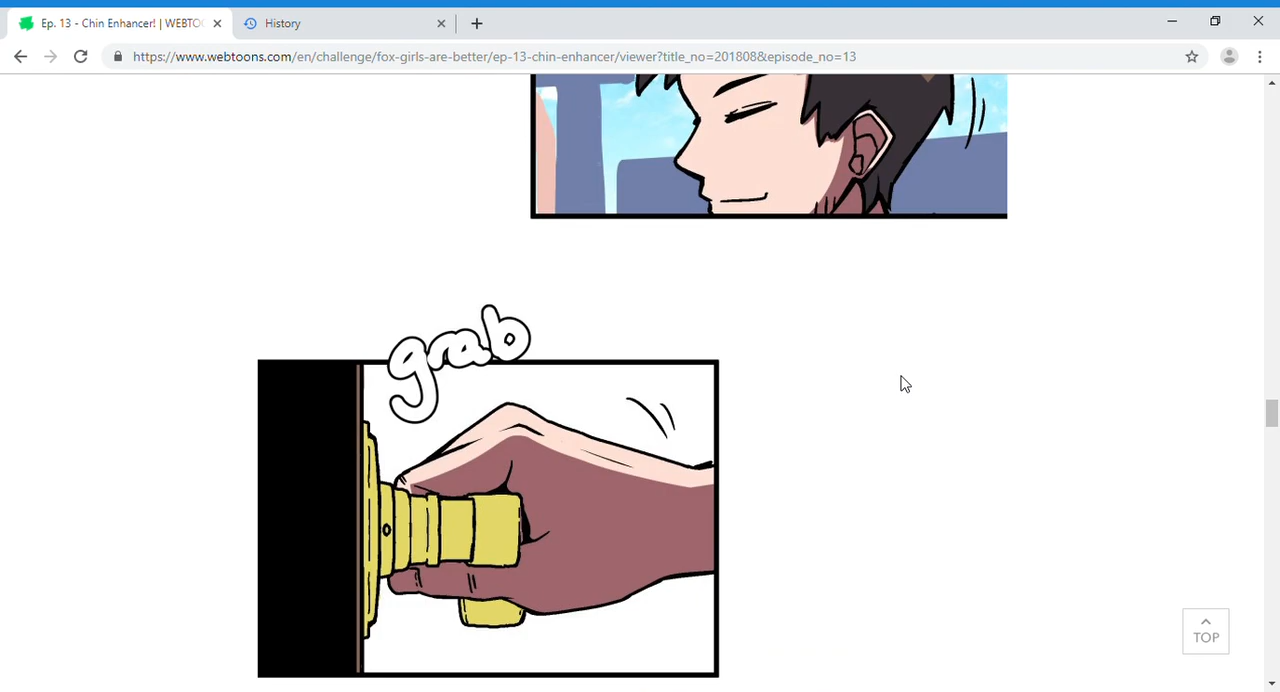 Ep. 13 - Chin Enhancer! | WEBTOO
History
https://www.webtoons.com/en/challenge/fox-girls-are-better/ep-13-chin-enhancer/viewer?title_no=201808&episode_no=13
grab
TOP